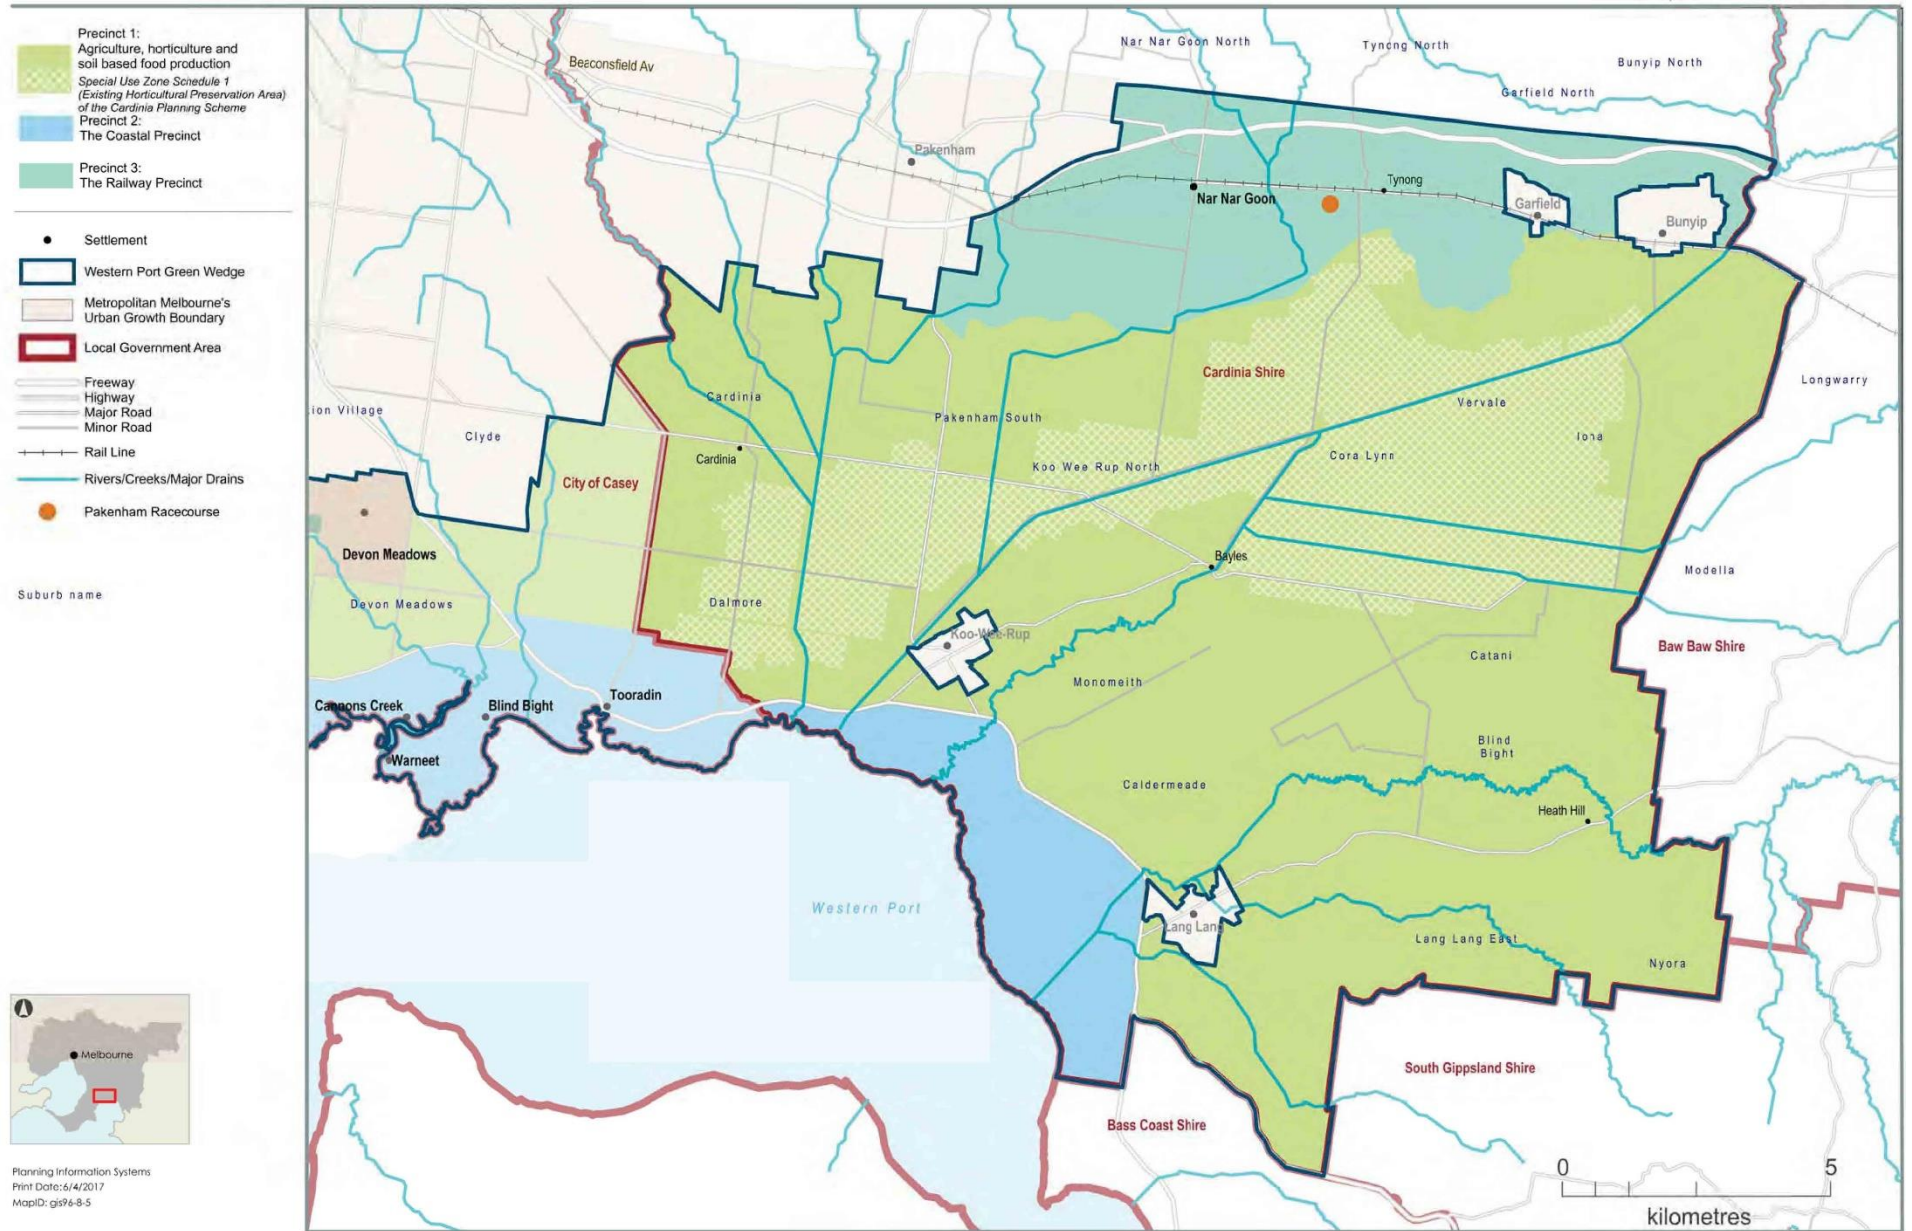 Precinct 1:
Agriculture, horticulture and
soil based food production
Special Use Zone Schedule 1
(Existing Horticultural Preservation Area)
of the Cardinia Planning Scheme
Precinct 2:
The Coastal Precinct
Precinct 3:
The Railway Precinct
Settlement
Western Port Green Wedge
Metropolitan Melbourne's
Urban Growth Boundary
Local Government Area
Freeway
Highway
Major Road
Minor Road
Rail Line
Rivers/Creeks/Major Drains
Pakenham Racecourse
Suburb name
Melbourne
Planning Information Systems
Print Date:6/4/2017
MapID: gis96-8-5
Nar Nar Goon North
Tynong North
Bunyip North
Beaconsfield Av
Garfield North
Pakenham
Tynong
Nar Nar Goon
Garfield
Bunyip
Cardinia Shire
Longwarry
Cardinia
Vervale
ion Village
Pakenham South
Clyde
Iona
Cardinia
Koo Wee Rup North
Cora Lynn
City of Casey
Devon Meadows
Bayles
Modella
Devon Meadows
Dalmore
Koo-Wee-Rup
Baw Baw Shire
Catani
Monomeith
Tooradin
Cannons Creek
Blind Bight
Blind
Bight
Warneet
Caldermeade
Heath Hill
Western Port
Lang Lang
Lang Lang East
Nyora
South Gippsland Shire
Bass Coast Shire
0
5
kilometres